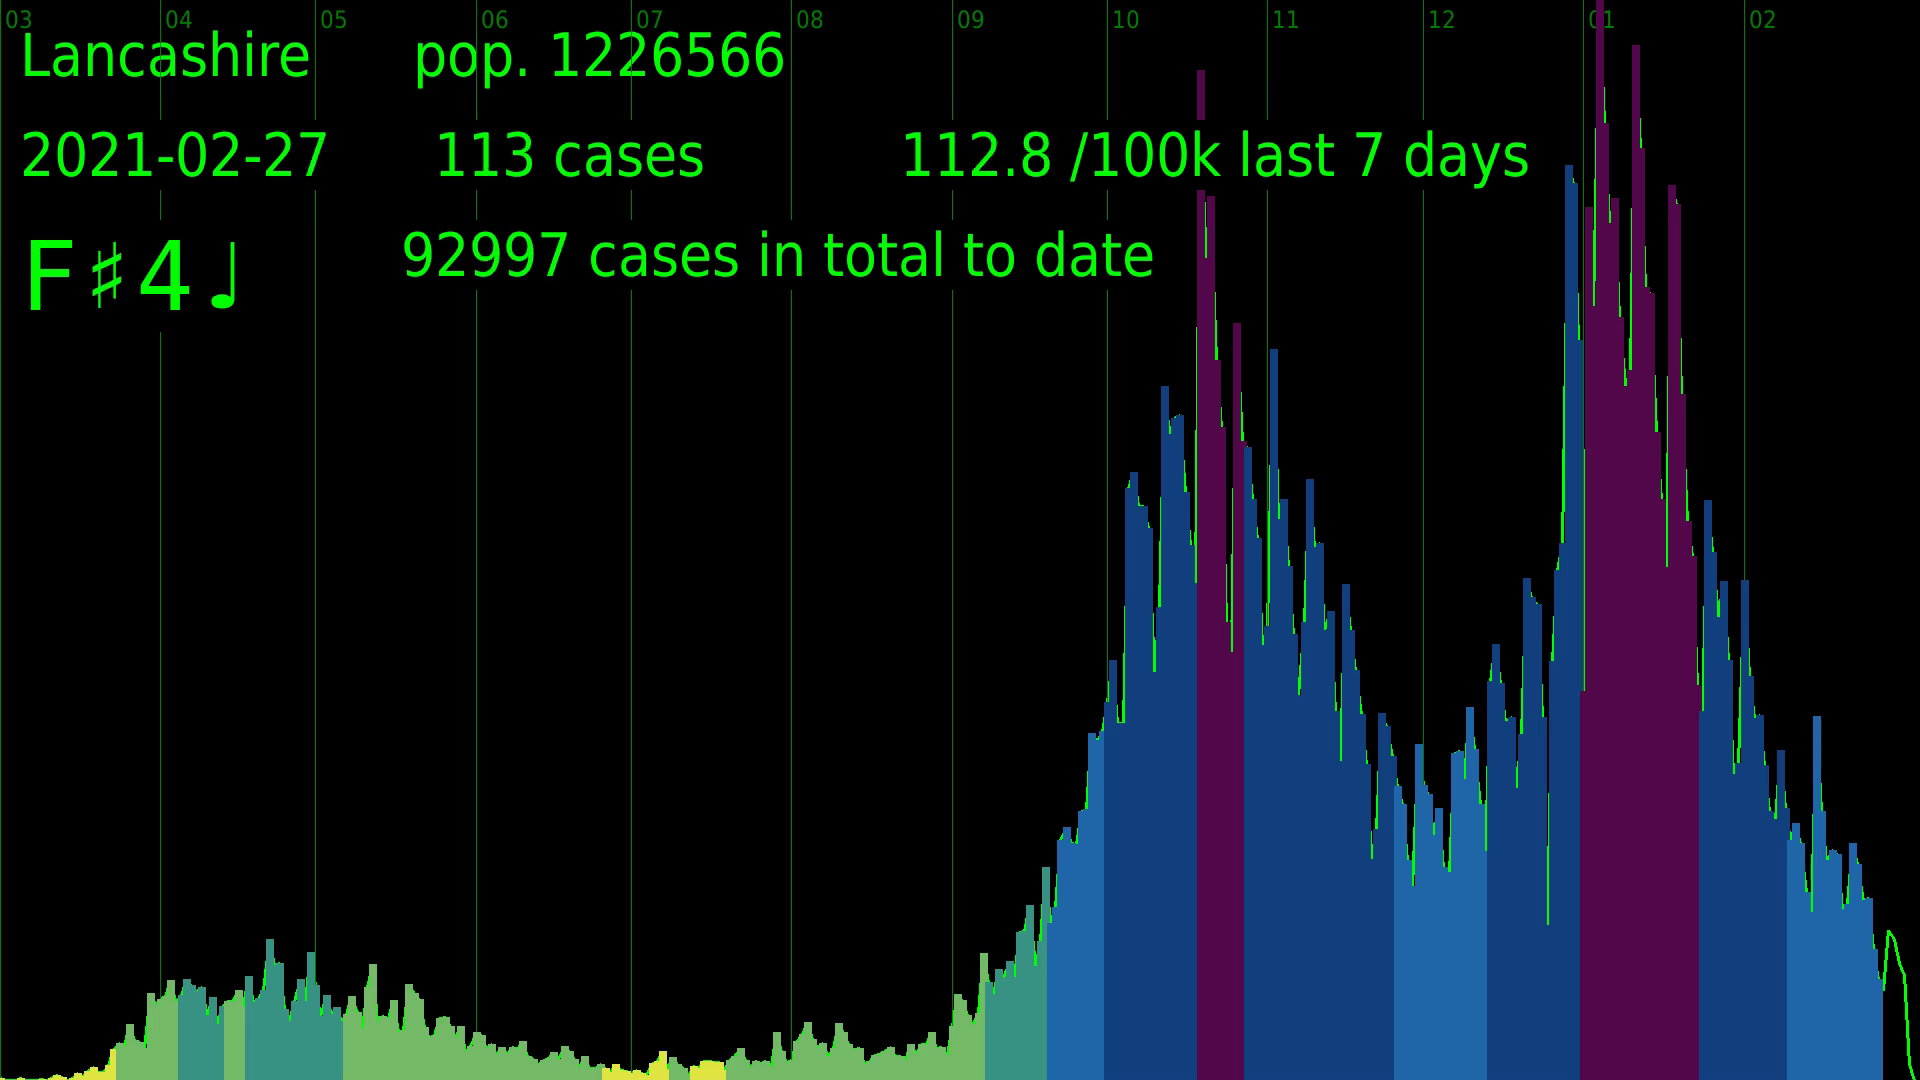 03 04 05 06 07 08 09 10 11 12 01 02
Lancashire pop. 1226566
2021-02-27 113 cases 112.8 /100k last 7 days
F♯4♩ 92997 cases in total to date